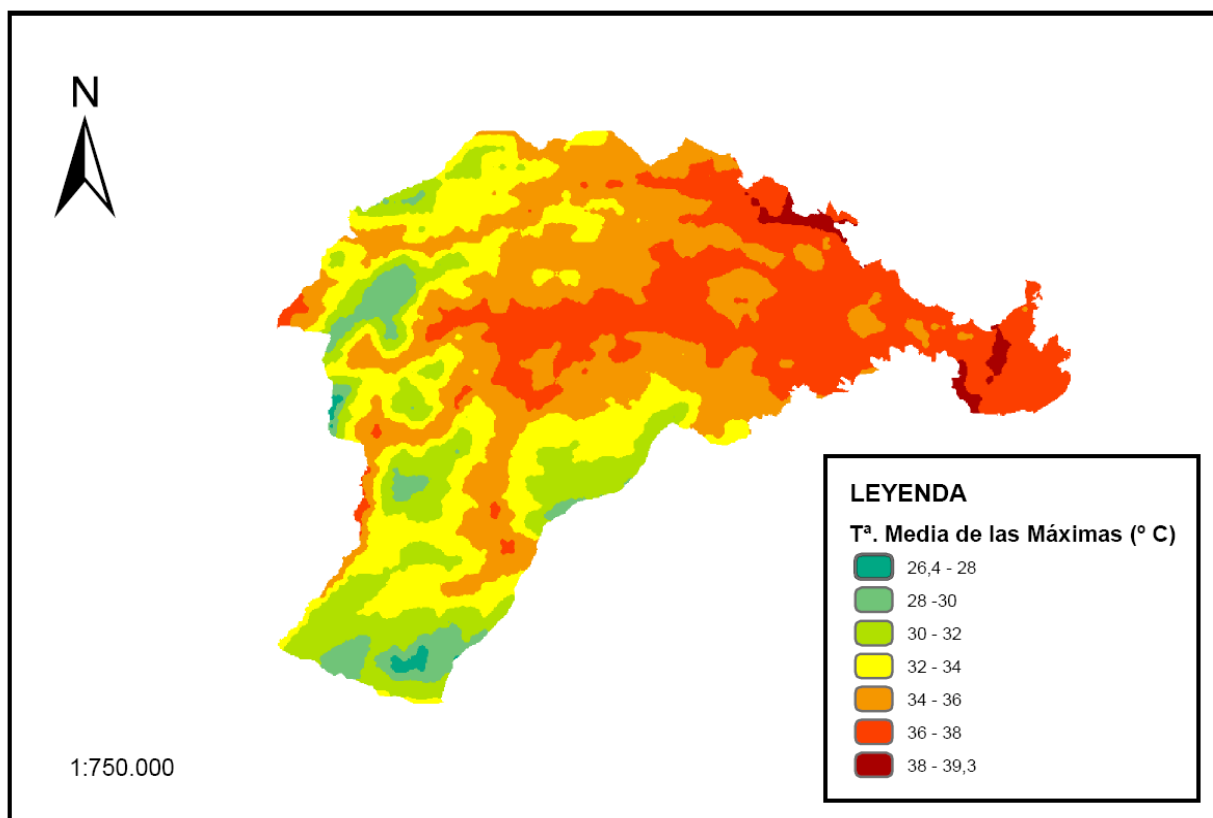 N
1:750.000
LEYENDA
Tª. Media de las Máximas (º C)
26,4 - 28
28 -30
30 - 32
32 - 34
34 - 36
36 - 38
38 - 39,3